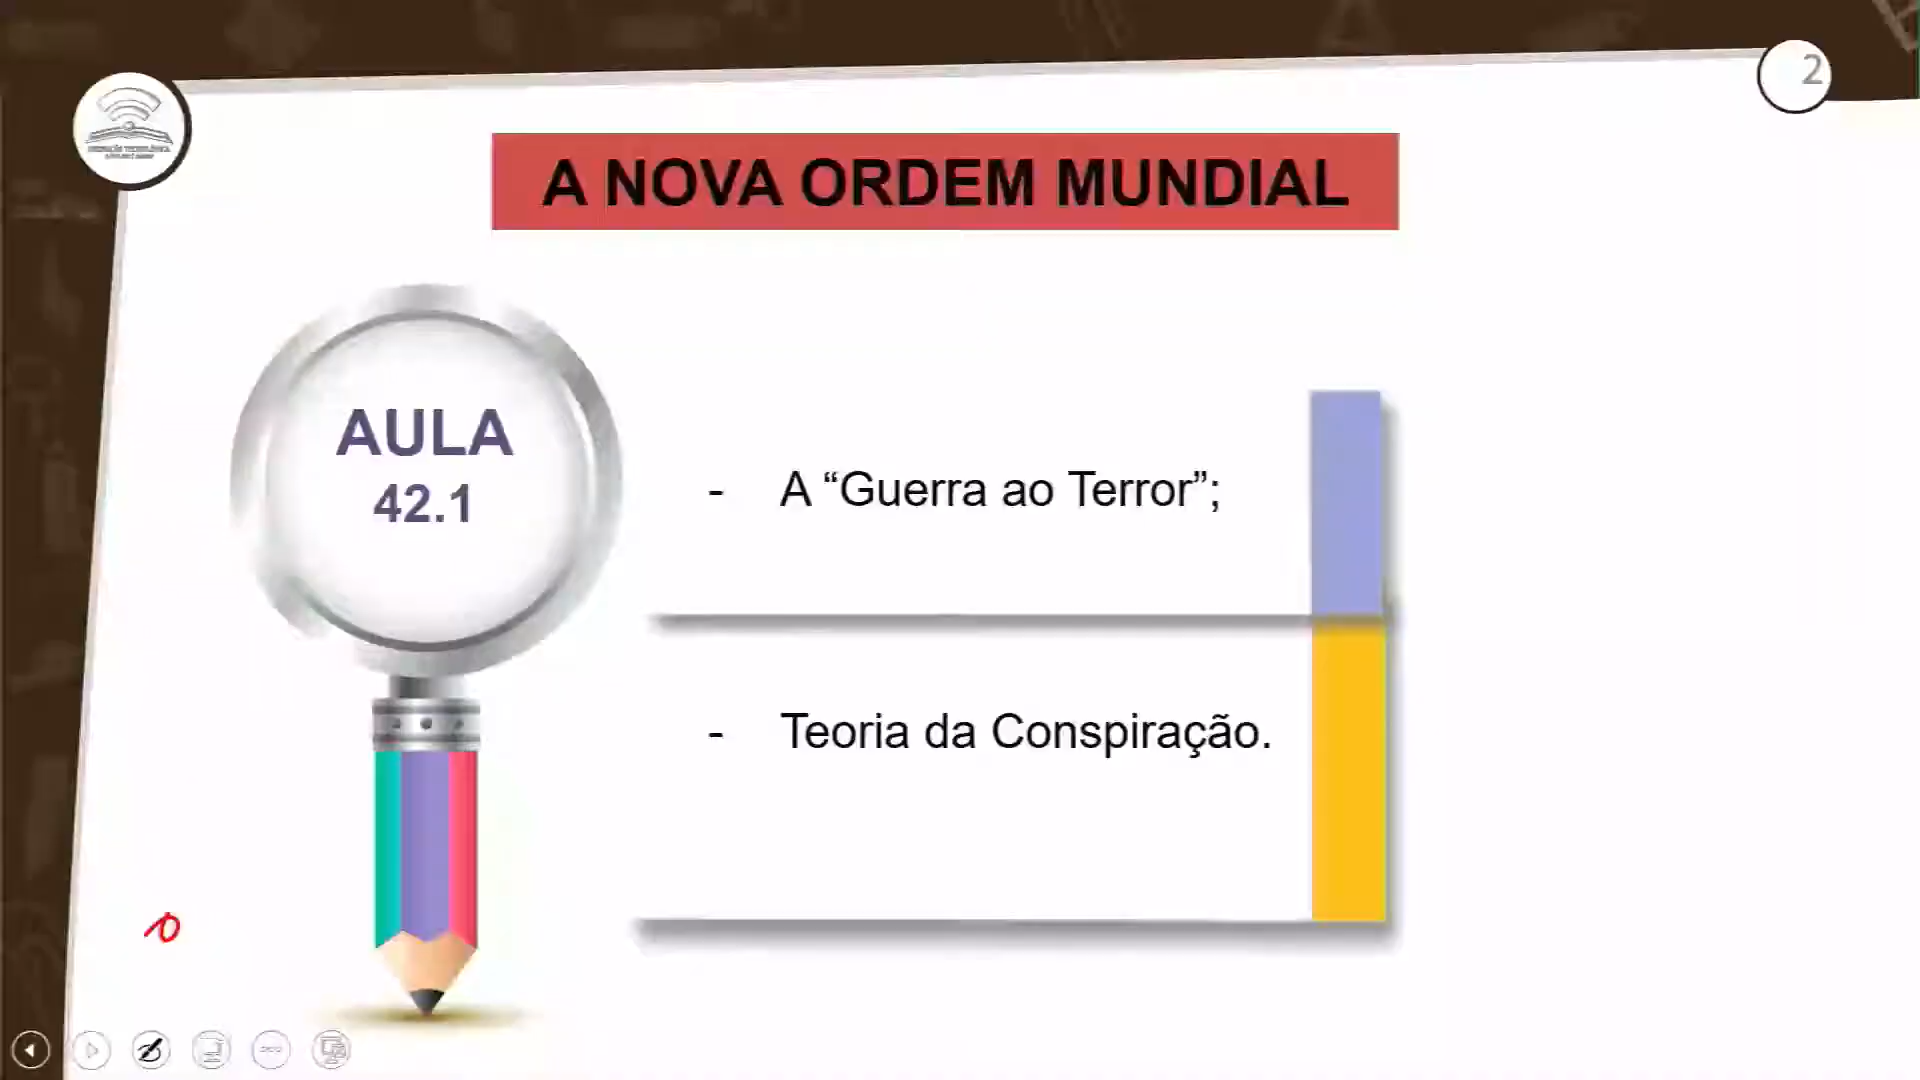 2
A NOVA ORDEM MUNDIAL
AULA
42.1
- A “Guerra ao Terror”;
- Teoria da Conspiração.